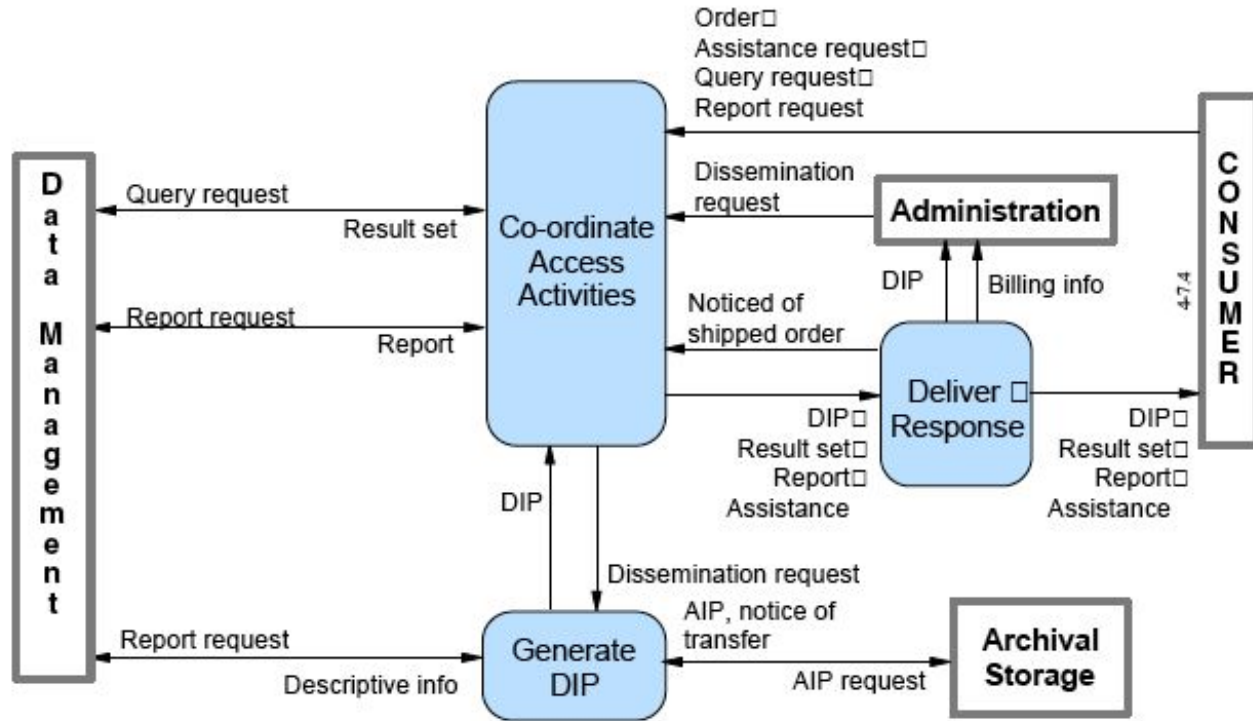 Order□
Assistance request□
Query request□
Report request
Data Management
Query request
Result set
Co-ordinate
Access
Activities
Dissemination
request
Administration
CONSUMER
4-7.4
DIP
Billing info
Report request
Report
Noticed of
shipped order
Deliver □
Response
DIP□
Result set□
Report□
Assistance
DIP□
Result set□
Report□
Assistance
DIP
Dissemination request
Report request
Descriptive info
Generate
DIP
AIP, notice of
transfer
AIP request
Archival
Storage